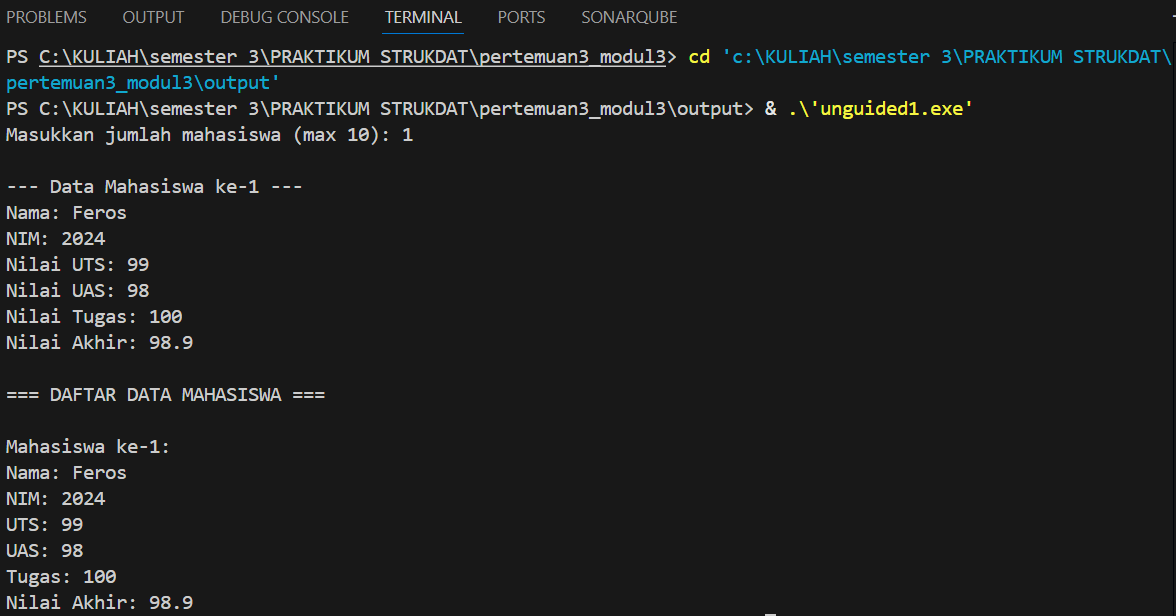 PROBLEMS OUTPUT DEBUG CONSOLE TERMINAL PORTS SONARQUBE
PS C:\KULIAH\semester 3\PRAKTIKUM STRUKDAT\pertemuan3_modul3> cd 'c:\KULIAH\semester 3\PRAKTIKUM STRUKDAT\
pertemuan3_modul3\output'
PS C:\KULIAH\semester 3\PRAKTIKUM STRUKDAT\pertemuan3_modul3\output> & .\'unguided1.exe'
Masukkan jumlah mahasiswa (max 10): 1
--- Data Mahasiswa ke-1 ---
Nama: Feros
NIM: 2024
Nilai UTS: 99
Nilai UAS: 98
Nilai Tugas: 100
Nilai Akhir: 98.9
=== DAFTAR DATA MAHASISWA ===
Mahasiswa ke-1:
Nama: Feros
NIM: 2024
UTS: 99
UAS: 98
Tugas: 100
Nilai Akhir: 98.9